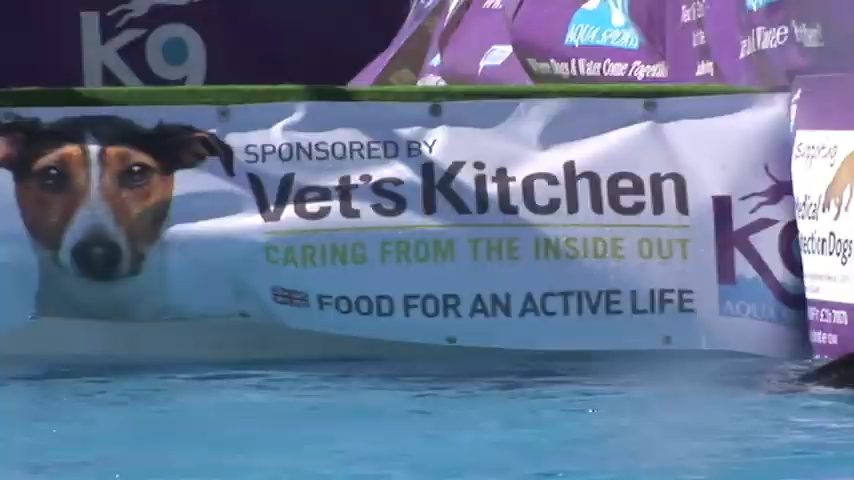 K9
AQUA SPORTS
Dogs & Water Come Together
SPONSORED BY
Vet's Kitchen
CARING FROM THE INSIDE OUT
FOOD FOR AN ACTIVE LIFE
K9
AQUA
Supporting
Medical
Detection Dogs